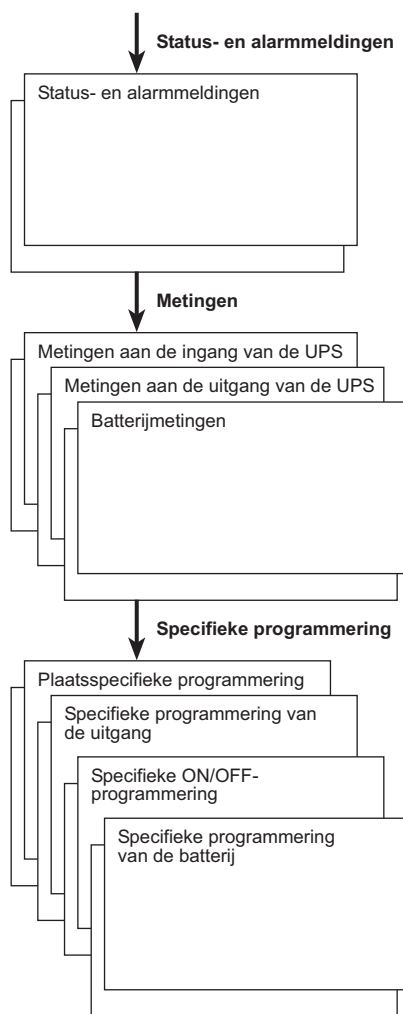 Status- en alarmmeldingen
Status- en alarmmeldingen
Metingen
Metingen aan de ingang van de UPS
Metingen aan de uitgang van de UPS
Batterijmetingen
Specifieke programmering
Plaatsspecifieke programmering
Specifieke programmering van
de uitgang
Specifieke ON/OFF-
programmering
Specifieke programmering
van de batterij